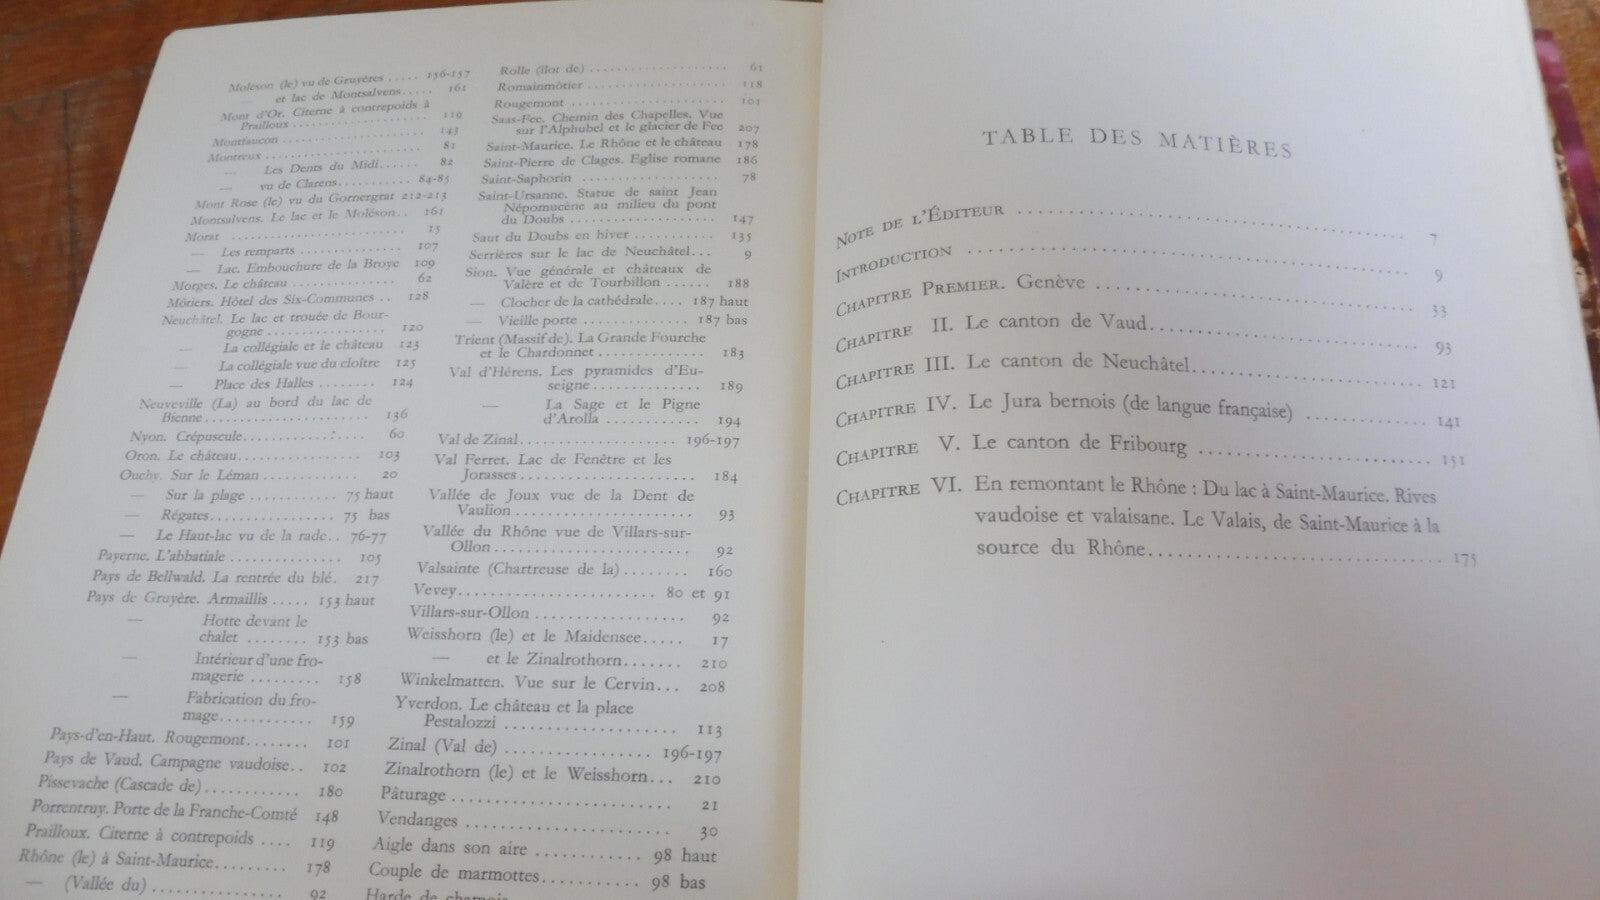 Moléson (le) vu de Gruyères ..... 156-157
— et lac de Montsalvens..... 161
Mont d'Or. Citerne à contrepoids à
Prailloux ..................... 119
Montfaucon ..................... 143
Montreux ...................... 81
— Les Dents du Midi...... 82
— vu de Clarens........... 84-85
Mont Rose (le) vu du Gornergrat 212-213
Montsalvens. Le lac et le Moléson.. 161
Morat .......................... 15
— Les remparts .............. 107
— Lac. Embouchure de la Broye 109
Morges. Le château ............... 62
Môtiers. Hôtel des Six-Communes .. 128
Neuchâtel. Le lac et trouée de Bour-
gogne ................ 120
— La collégiale et le château 123
— La collégiale vue du cloître 125
— Place des Halles ........ 124
Neuveville (La) au bord du lac de
Bienne ........................ 136
Nyon. Crépuscule................. 60
Oron. Le château................. 103
Ouchy. Sur le Léman ............. 20
— Sur la plage ............ 75 haut
— Régates................. 75 bas
— Le Haut-lac vu de la rade.. 76-77
Payerne. L'abbatiale .............. 105
Pays de Bellwald. La rentrée du blé. 217
Pays de Gruyère. Armaillis ..... 153 haut
— Hotte devant le
chalet ........ 153 bas
— Intérieur d'une fro-
magerie ......... 158
— Fabrication du fro-
mage............ 159
Pays-d'en-Haut. Rougemont........ 101
Pays de Vaud. Campagne vaudoise.. 102
Pissevache (Cascade de)............ 180
Porrentruy. Porte de la Franche-Comté 148
Prailloux. Citerne à contrepoids .... 119
Rhône (le) à Saint-Maurice......... 178
— (Vallée du) ................. 92
Rolle (îlot de) ................... 61
Romainmôtier ................... 118
Rougemont ..................... 101
Saas-Fee. Chemin des Chapelles. Vue
sur l'Alphubel et le glacier de Fee 207
Saint-Maurice. Le Rhône et le château 178
Saint-Pierre de Clages. Eglise romane 186
Saint-Saphorin ................... 78
Saint-Ursanne. Statue de saint Jean
Népomucène au milieu du pont
du Doubs .................... 147
Saut du Doubs en hiver ........... 135
Serrières sur le lac de Neuchâtel... 9
Sion. Vue générale et châteaux de
Valère et de Tourbillon ...... 188
— Clocher de la cathédrale.... 187 haut
— Vieille porte ............. 187 bas
Trient (Massif de). La Grande Fourche
et le Chardonnet .............. 183
Val d'Hérens. Les pyramides d'Eu-
seigne .............. 189
— La Sage et le Pigne
d'Arolla ............ 194
Val de Zinal..................... 196-197
Val Ferret. Lac de Fenêtre et les
Jorasses ...................... 184
Vallée de Joux vue de la Dent de
Vaulion ....................... 93
Vallée du Rhône vue de Villars-sur-
Ollon ......................... 92
Valsainte (Chartreuse de la) ........ 160
Vevey......................... 80 et 91
Villars-sur-Ollon .................. 92
Weisshorn (le) et le Maidensee..... 17
— et le Zinalrothorn....... 210
Winkelmatten. Vue sur le Cervin... 208
Yverdon. Le château et la place
Pestalozzi ..................... 113
Zinal (Val de) .................. 196-197
Zinalrothorn (le) et le Weisshorn... 210
Pâturage ........................ 21
Vendanges ....................... 30
Aigle dans son aire ............ 98 haut
Couple de marmottes........... 98 bas
Harde de chamois
TABLE DES MATIÈRES
Note de l'Éditeur ........................ 7
Introduction ........................ 9
Chapitre Premier. Genève ........................ 33
Chapitre II. Le canton de Vaud........................ 93
Chapitre III. Le canton de Neuchâtel........................ 121
Chapitre IV. Le Jura bernois (de langue française) ............ 141
Chapitre V. Le canton de Fribourg ........................ 151
Chapitre VI. En remontant le Rhône : Du lac à Saint-Maurice. Rives
vaudoise et valaisane. Le Valais, de Saint-Maurice à la
source du Rhône........................ 175